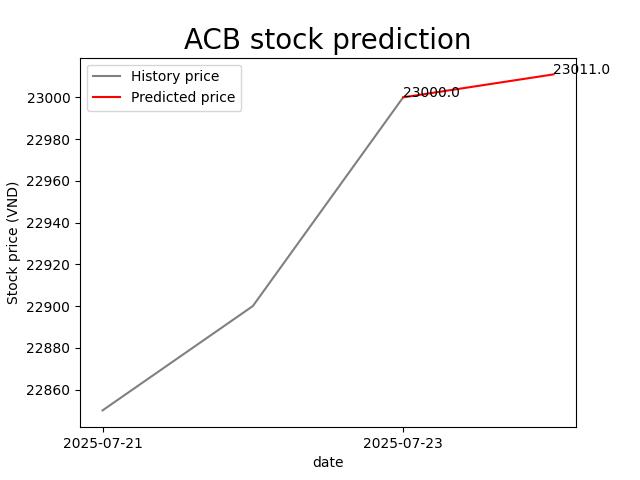 ACB stock prediction
History price
Predicted price
23000.0
23011.0
23000
22980
22960
22940
22920
22900
22880
22860
Stock price (VND)
2025-07-21
2025-07-23
date